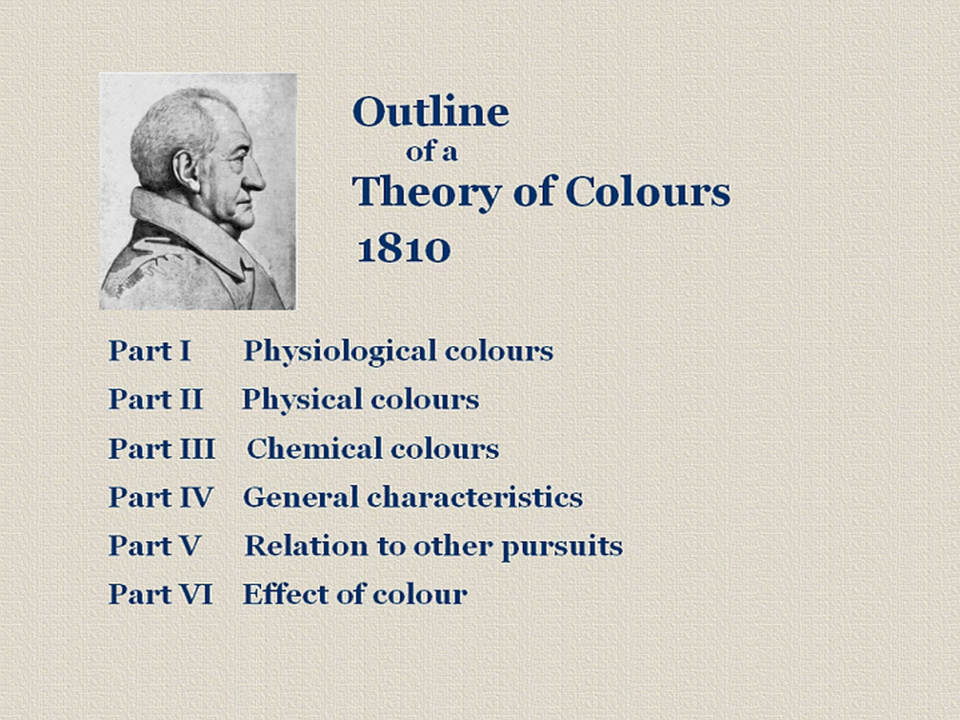 Outline
of a
Theory of Colours
1810
Part I Physiological colours
Part II Physical colours
Part III Chemical colours
Part IV General characteristics
Part V Relation to other pursuits
Part VI Effect of colour